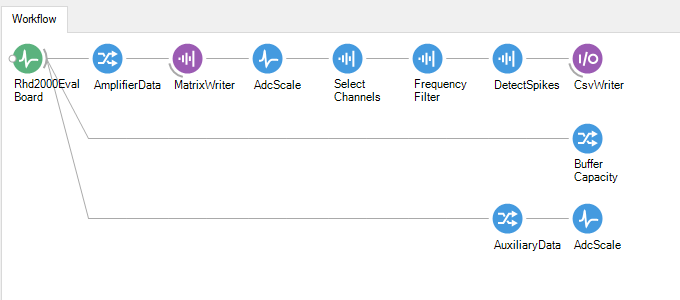 Workflow
Rhd2000Eval
Board
AmplifierData
MatrixWriter
AdcScale
Select
Channels
Frequency
Filter
DetectSpikes
I/O
CsvWriter
Buffer
Capacity
AuxiliaryData
AdcScale